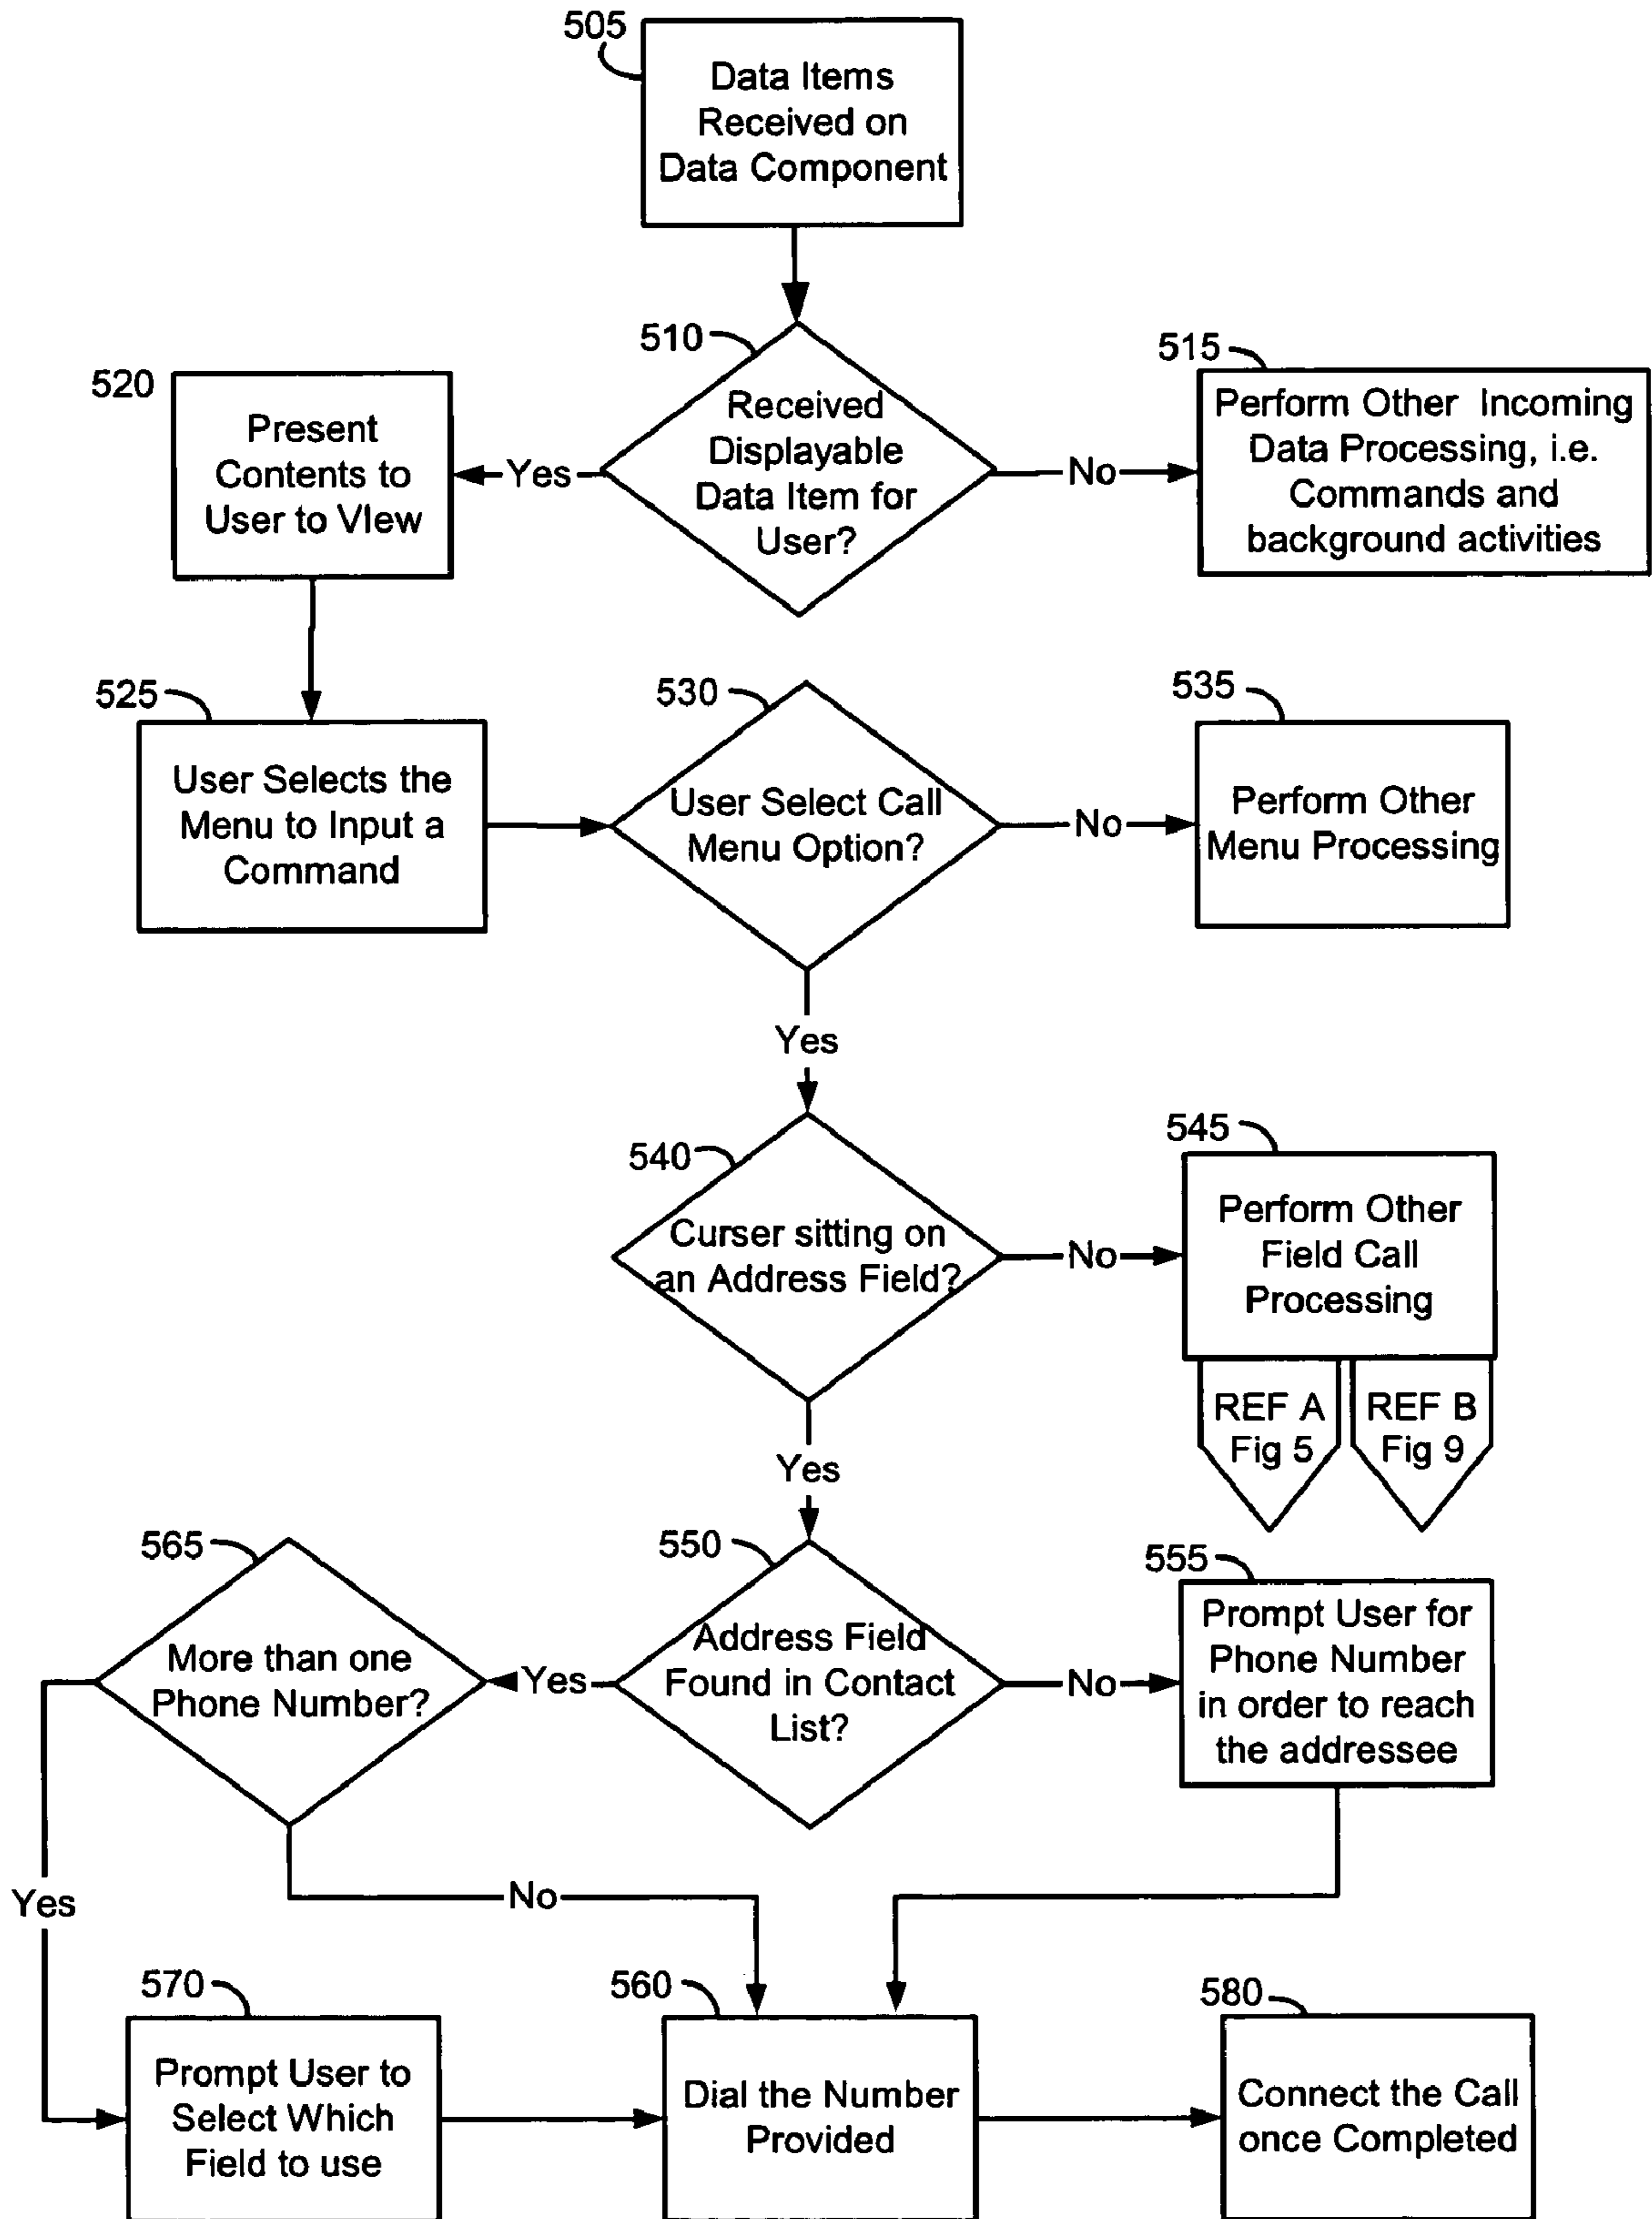 505
Data Items
Received on
Data Component
510
Received
Displayable
Data Item for
User?
515
Perform Other Incoming
Data Processing, i.e.
Commands and
background activities
520
Present
Contents to
User to VIew
Yes
No
525
User Selects the
Menu to Input a
Command
530
User Select Call
Menu Option?
No
535
Perform Other
Menu Processing
Yes
540
Curser sitting on
an Address Field?
No
545
Perform Other
Field Call
Processing
REF A
Fig 5
REF B
Fig 9
Yes
565
More than one
Phone Number?
Yes
550
Address Field
Found in Contact
List?
No
555
Prompt User for
Phone Number
in order to reach
the addressee
Yes
No
570
Prompt User to
Select Which
Field to use
560
Dial the Number
Provided
580
Connect the Call
once Completed